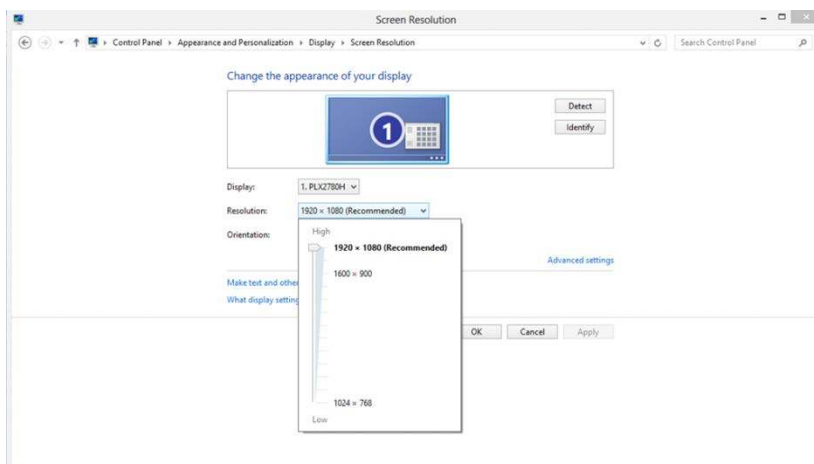 Screen Resolution
Control Panel Appearance and Personalization Display Screen Resolution
Search Control Panel
Change the appearance of your display
1
Detect
Identify
Display: 1. PLX2780H
Resolution: 1920 × 1080 (Recommended)
Orientation:
High
1920 × 1080 (Recommended)
1600 × 900
1024 × 768
Low
Advanced settings
Make text and other
What display setting
OK Cancel Apply